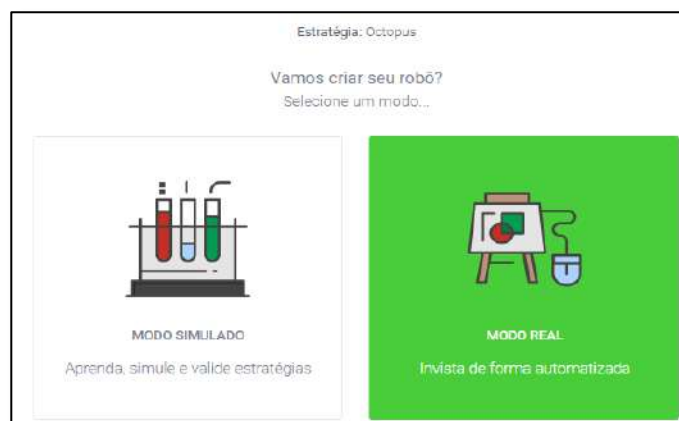 Estratégia: Octopus
Vamos criar seu robô?
Selecione um modo...
MODO SIMULADO
Aprenda, simule e valide estratégias
MODO REAL
Invista de forma automatizada